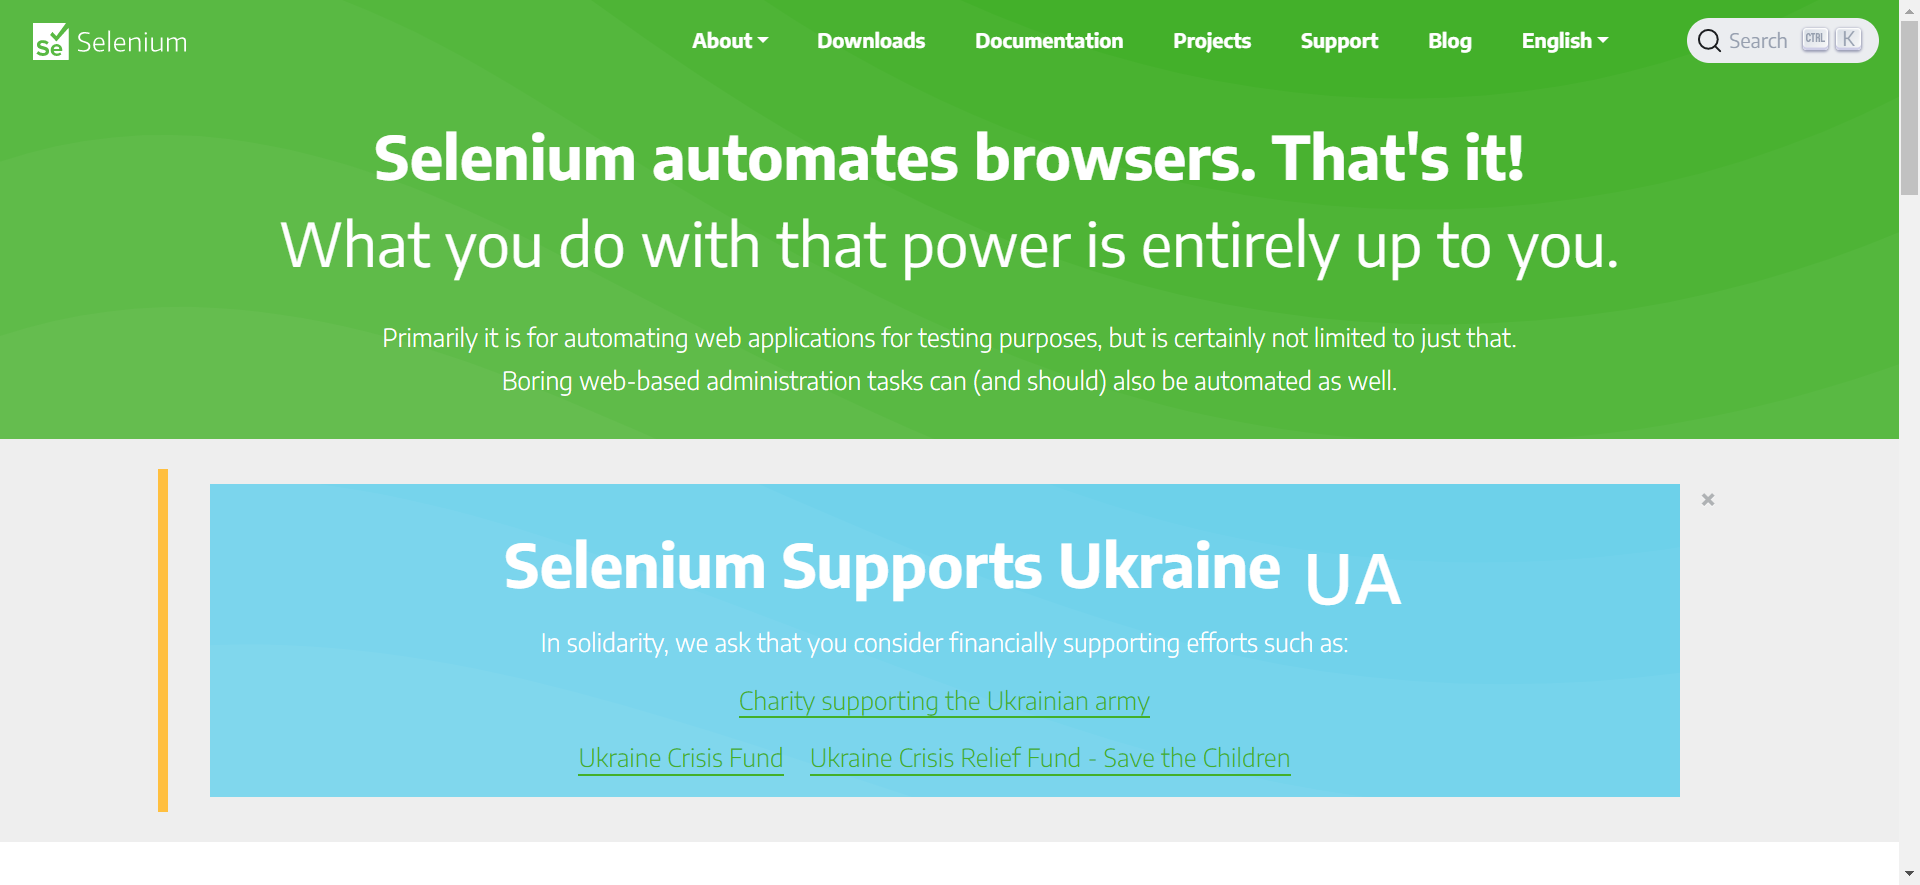 Se Selenium
About Downloads Documentation Projects Support Blog English Search CTRL K
Selenium automates browsers. That's it!
What you do with that power is entirely up to you.
Primarily it is for automating web applications for testing purposes, but is certainly not limited to just that.
Boring web-based administration tasks can (and should) also be automated as well.
×
Selenium Supports Ukraine UA
In solidarity, we ask that you consider financially supporting efforts such as:
Charity supporting the Ukrainian army
Ukraine Crisis Fund Ukraine Crisis Relief Fund - Save the Children